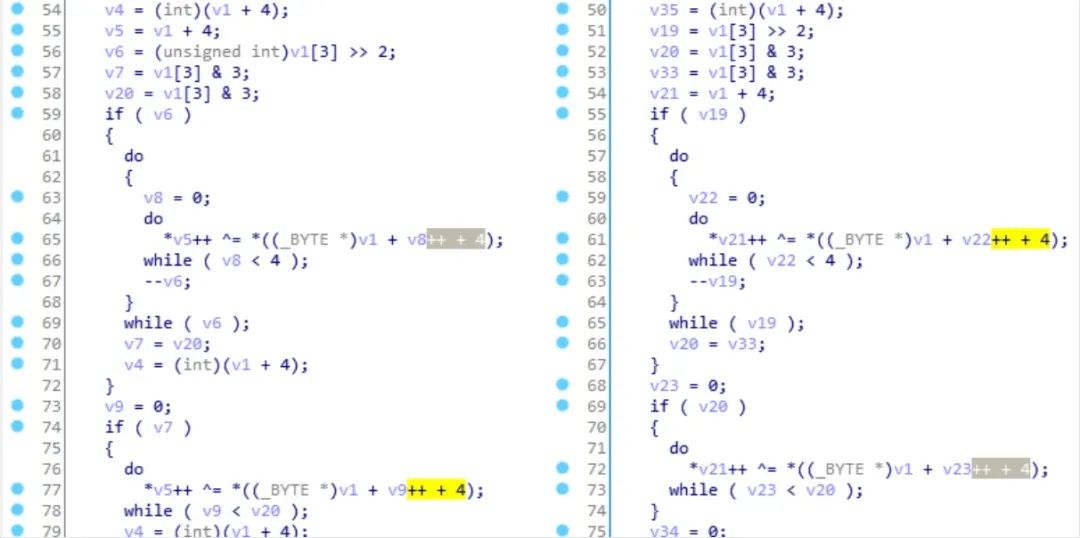 54 v4 = (int)(v1 + 4);
55 v5 = v1 + 4;
56 v6 = (unsigned int)v1[3] >> 2;
57 v7 = v1[3] & 3;
58 v20 = v1[3] & 3;
59 if ( v6 )
60 {
61 do
62 {
63 v8 = 0;
64 do
65 *v5++ ^= *((_BYTE *)v1 + v8++ + 4);
66 while ( v8 < 4 );
67 --v6;
68 }
69 while ( v6 );
70 v7 = v20;
71 v4 = (int)(v1 + 4);
72 }
73 v9 = 0;
74 if ( v7 )
75 {
76 do
77 *v5++ ^= *((_BYTE *)v1 + v9++ + 4);
78 while ( v9 < v20 );
79 v4 = (int)(v1 + 4);
50 v35 = (int)(v1 + 4);
51 v19 = v1[3] >> 2;
52 v20 = v1[3] & 3;
53 v33 = v1[3] & 3;
54 v21 = v1 + 4;
55 if ( v19 )
56 {
57 do
58 {
59 v22 = 0;
60 do
61 *v21++ ^= *((_BYTE *)v1 + v22++ + 4);
62 while ( v22 < 4 );
63 --v19;
64 }
65 while ( v19 );
66 v20 = v33;
67 }
68 v23 = 0;
69 if ( v20 )
70 {
71 do
72 *v21++ ^= *((_BYTE *)v1 + v23++ + 4);
73 while ( v23 < v20 );
74 }
75 v34 = 0;